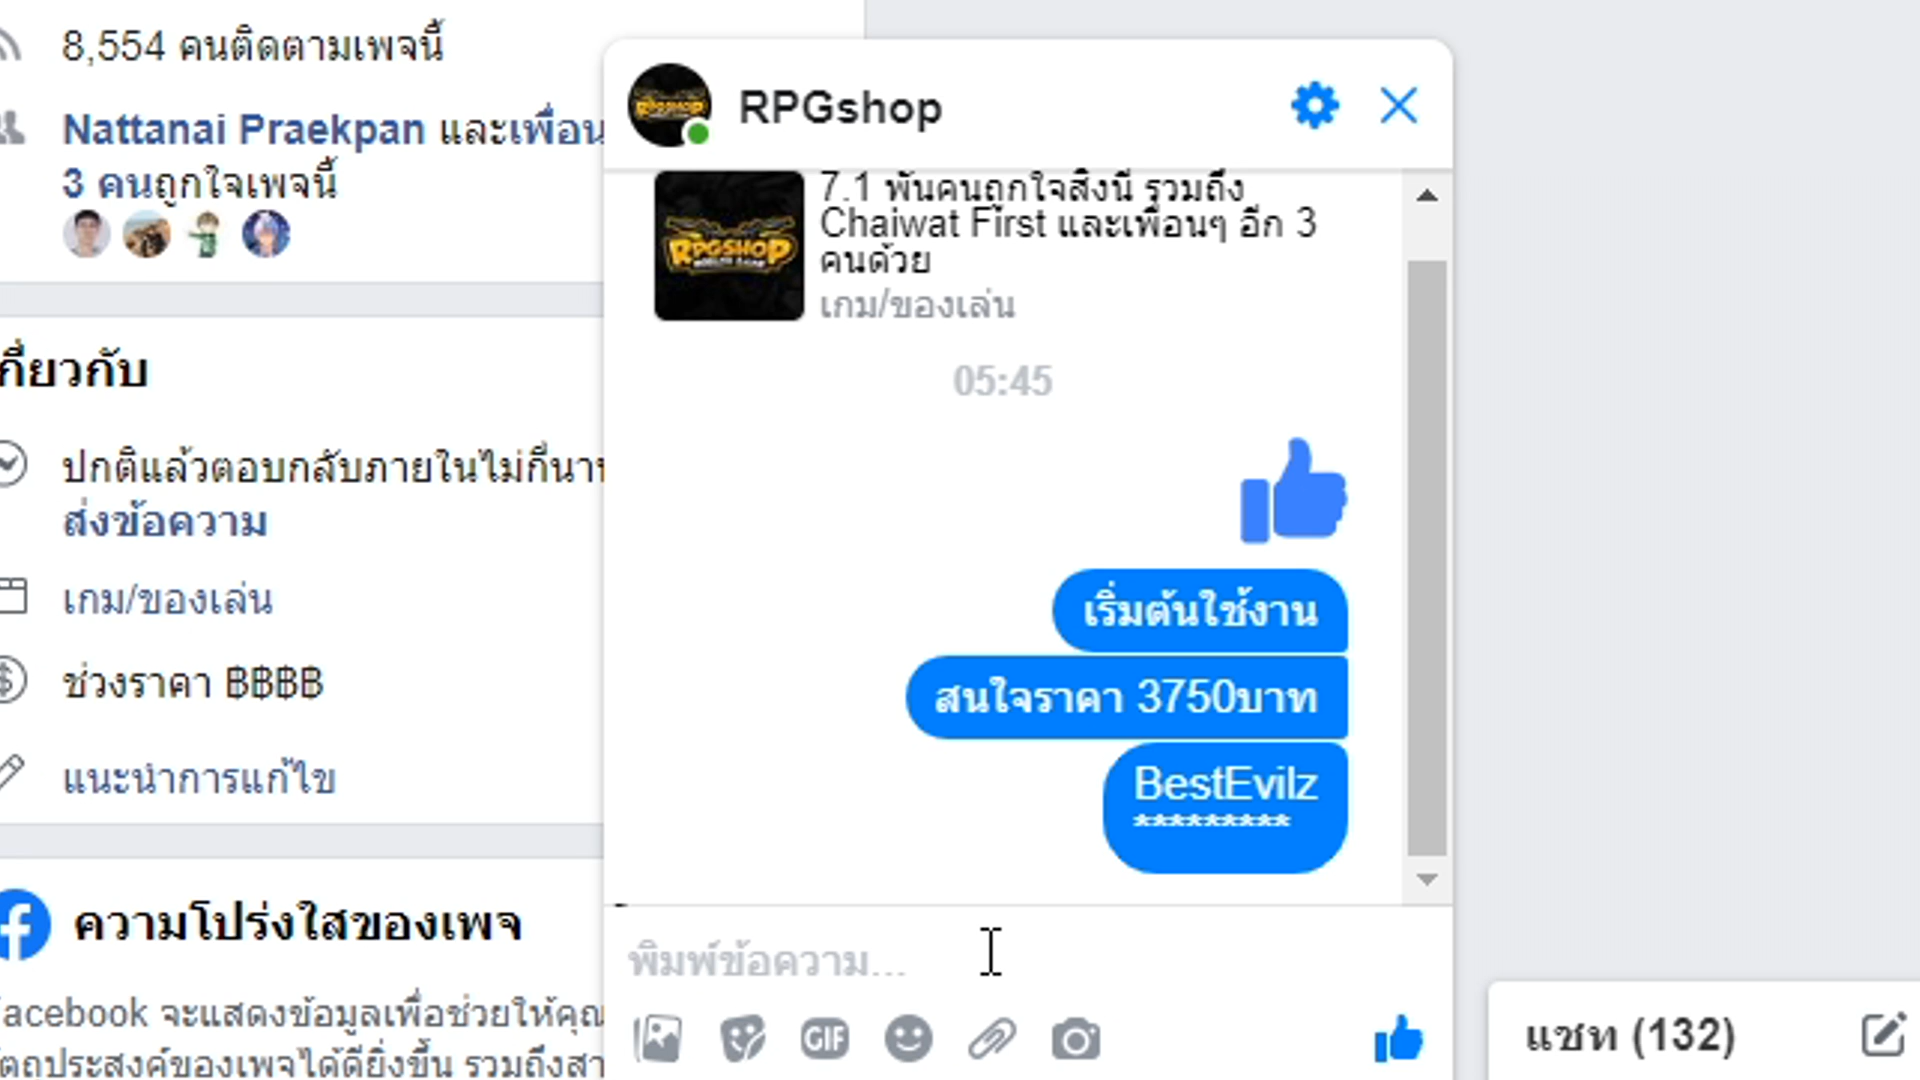 8,554 คนติดตามเพจนี้
Nattanai Praekpan และเพื่อน
3 คนถูกใจเพจนี้
กี่ยวกับ
ปกติแล้วตอบกลับภายในไม่กี่นา
ส่งข้อความ
เกม/ของเล่น
ช่วงราคา ฿฿฿฿
แนะนำการแก้ไข
ความโปร่งใสของเพจ
acebook จะแสดงข้อมูลเพื่อช่วยให้คุณ
ตถุประสงค์ของเพจได้ดียิ่งขึ้น รวมถึงสา
RPGshop
RPGSHOP
7.1 พันคนถูกใจสิ่งนี้ รวมถึง
Chaiwat First และเพื่อนๆ อีก 3
คนด้วย
เกม/ของเล่น
05:45
เริ่มต้นใช้งาน
สนใจราคา 3750บาท
BestEvilz
*********
พิมพ์ข้อความ...
GIF
แชท (132)